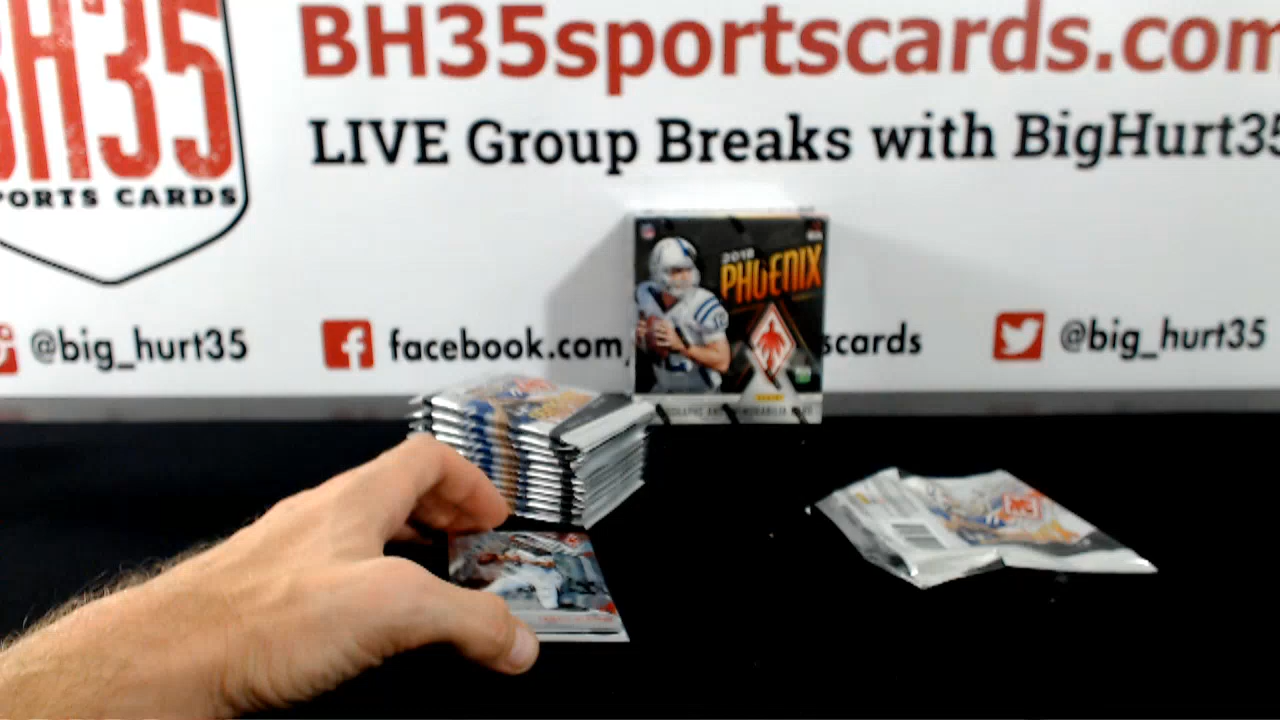 BH35
PORTS CARDS
BH35sportscards.com
LIVE Group Breaks with BigHurt35
2018
PHOENIX
PANINI
@big_hurt35
facebook.com
scards
@big_hurt35